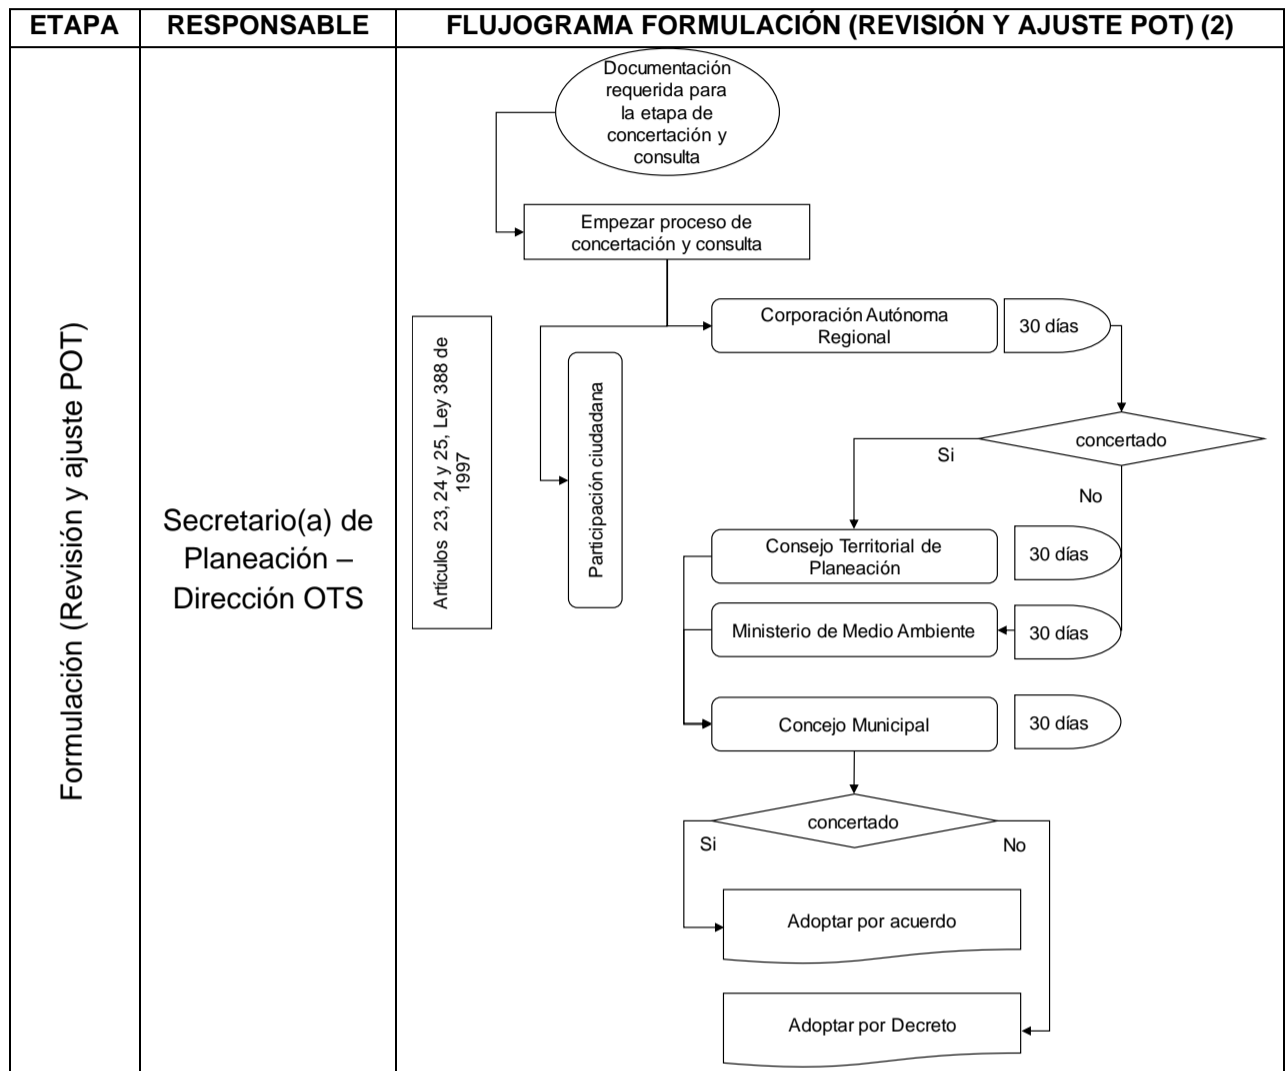 ETAPA
RESPONSABLE
FLUJOGRAMA FORMULACIÓN (REVISIÓN Y AJUSTE POT) (2)
Formulación (Revisión y ajuste POT)
Secretario(a) de
Planeación –
Dirección OTS
Documentación
requerida para
la etapa de
concertación y
consulta
Empezar proceso de
concertación y consulta
Artículos 23, 24 y 25, Ley 388 de
1997
Participación ciudadana
Corporación Autónoma
Regional
30 días
concertado
Si
No
Consejo Territorial de
Planeación
30 días
Ministerio de Medio Ambiente
30 días
Concejo Municipal
30 días
concertado
Si
No
Adoptar por acuerdo
Adoptar por Decreto